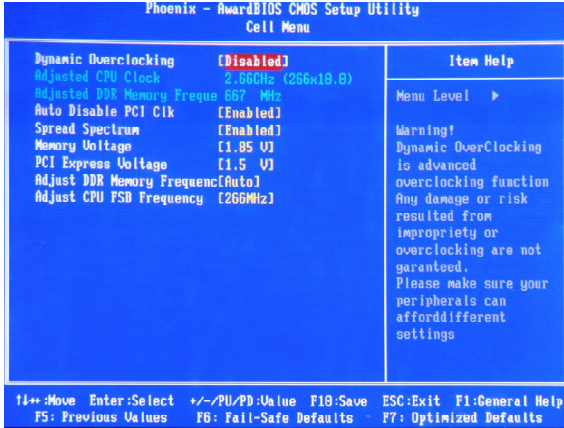 Phoenix - AwardBIOS CMOS Setup Utility
Cell Menu
Dynamic Overclocking [Disabled]
Adjusted CPU Clock 2.66GHz (266x10.0)
Adjusted DDR Memory Freque 667 MHz
Auto Disable PCI Clk [Enabled]
Spread Spectrum [Enabled]
Memory Voltage [1.85 V]
PCI Express Voltage [1.5 V]
Adjust DDR Memory Frequenc[Auto]
Adjust CPU FSB Frequency [266MHz]
Item Help
Menu Level ▶
Warning!
Dynamic OverClocking
is advanced
overclocking function
Any damage or risk
resulted from
impropriety or
overclocking are not
garanteed.
Please make sure your
peripherals can
afforddifferent
settings
↑↓→←:Move Enter:Select +/-/PU/PD:Value F10:Save ESC:Exit F1:General Help
F5: Previous Values F6: Fail-Safe Defaults F7: Optimized Defaults